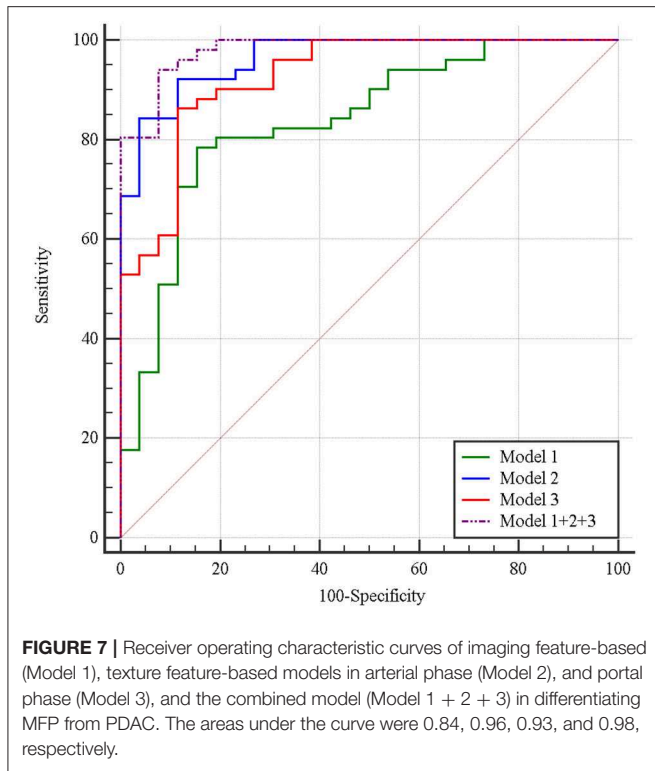 100
80
60
40
20
0
Sensitivity
Model 1
Model 2
Model 3
Model 1+2+3
0 20 40 60 80 100
100-Specificity
FIGURE 7 | Receiver operating characteristic curves of imaging feature-based
(Model 1), texture feature-based models in arterial phase (Model 2), and portal
phase (Model 3), and the combined model (Model 1 + 2 + 3) in differentiating
MFP from PDAC. The areas under the curve were 0.84, 0.96, 0.93, and 0.98,
respectively.